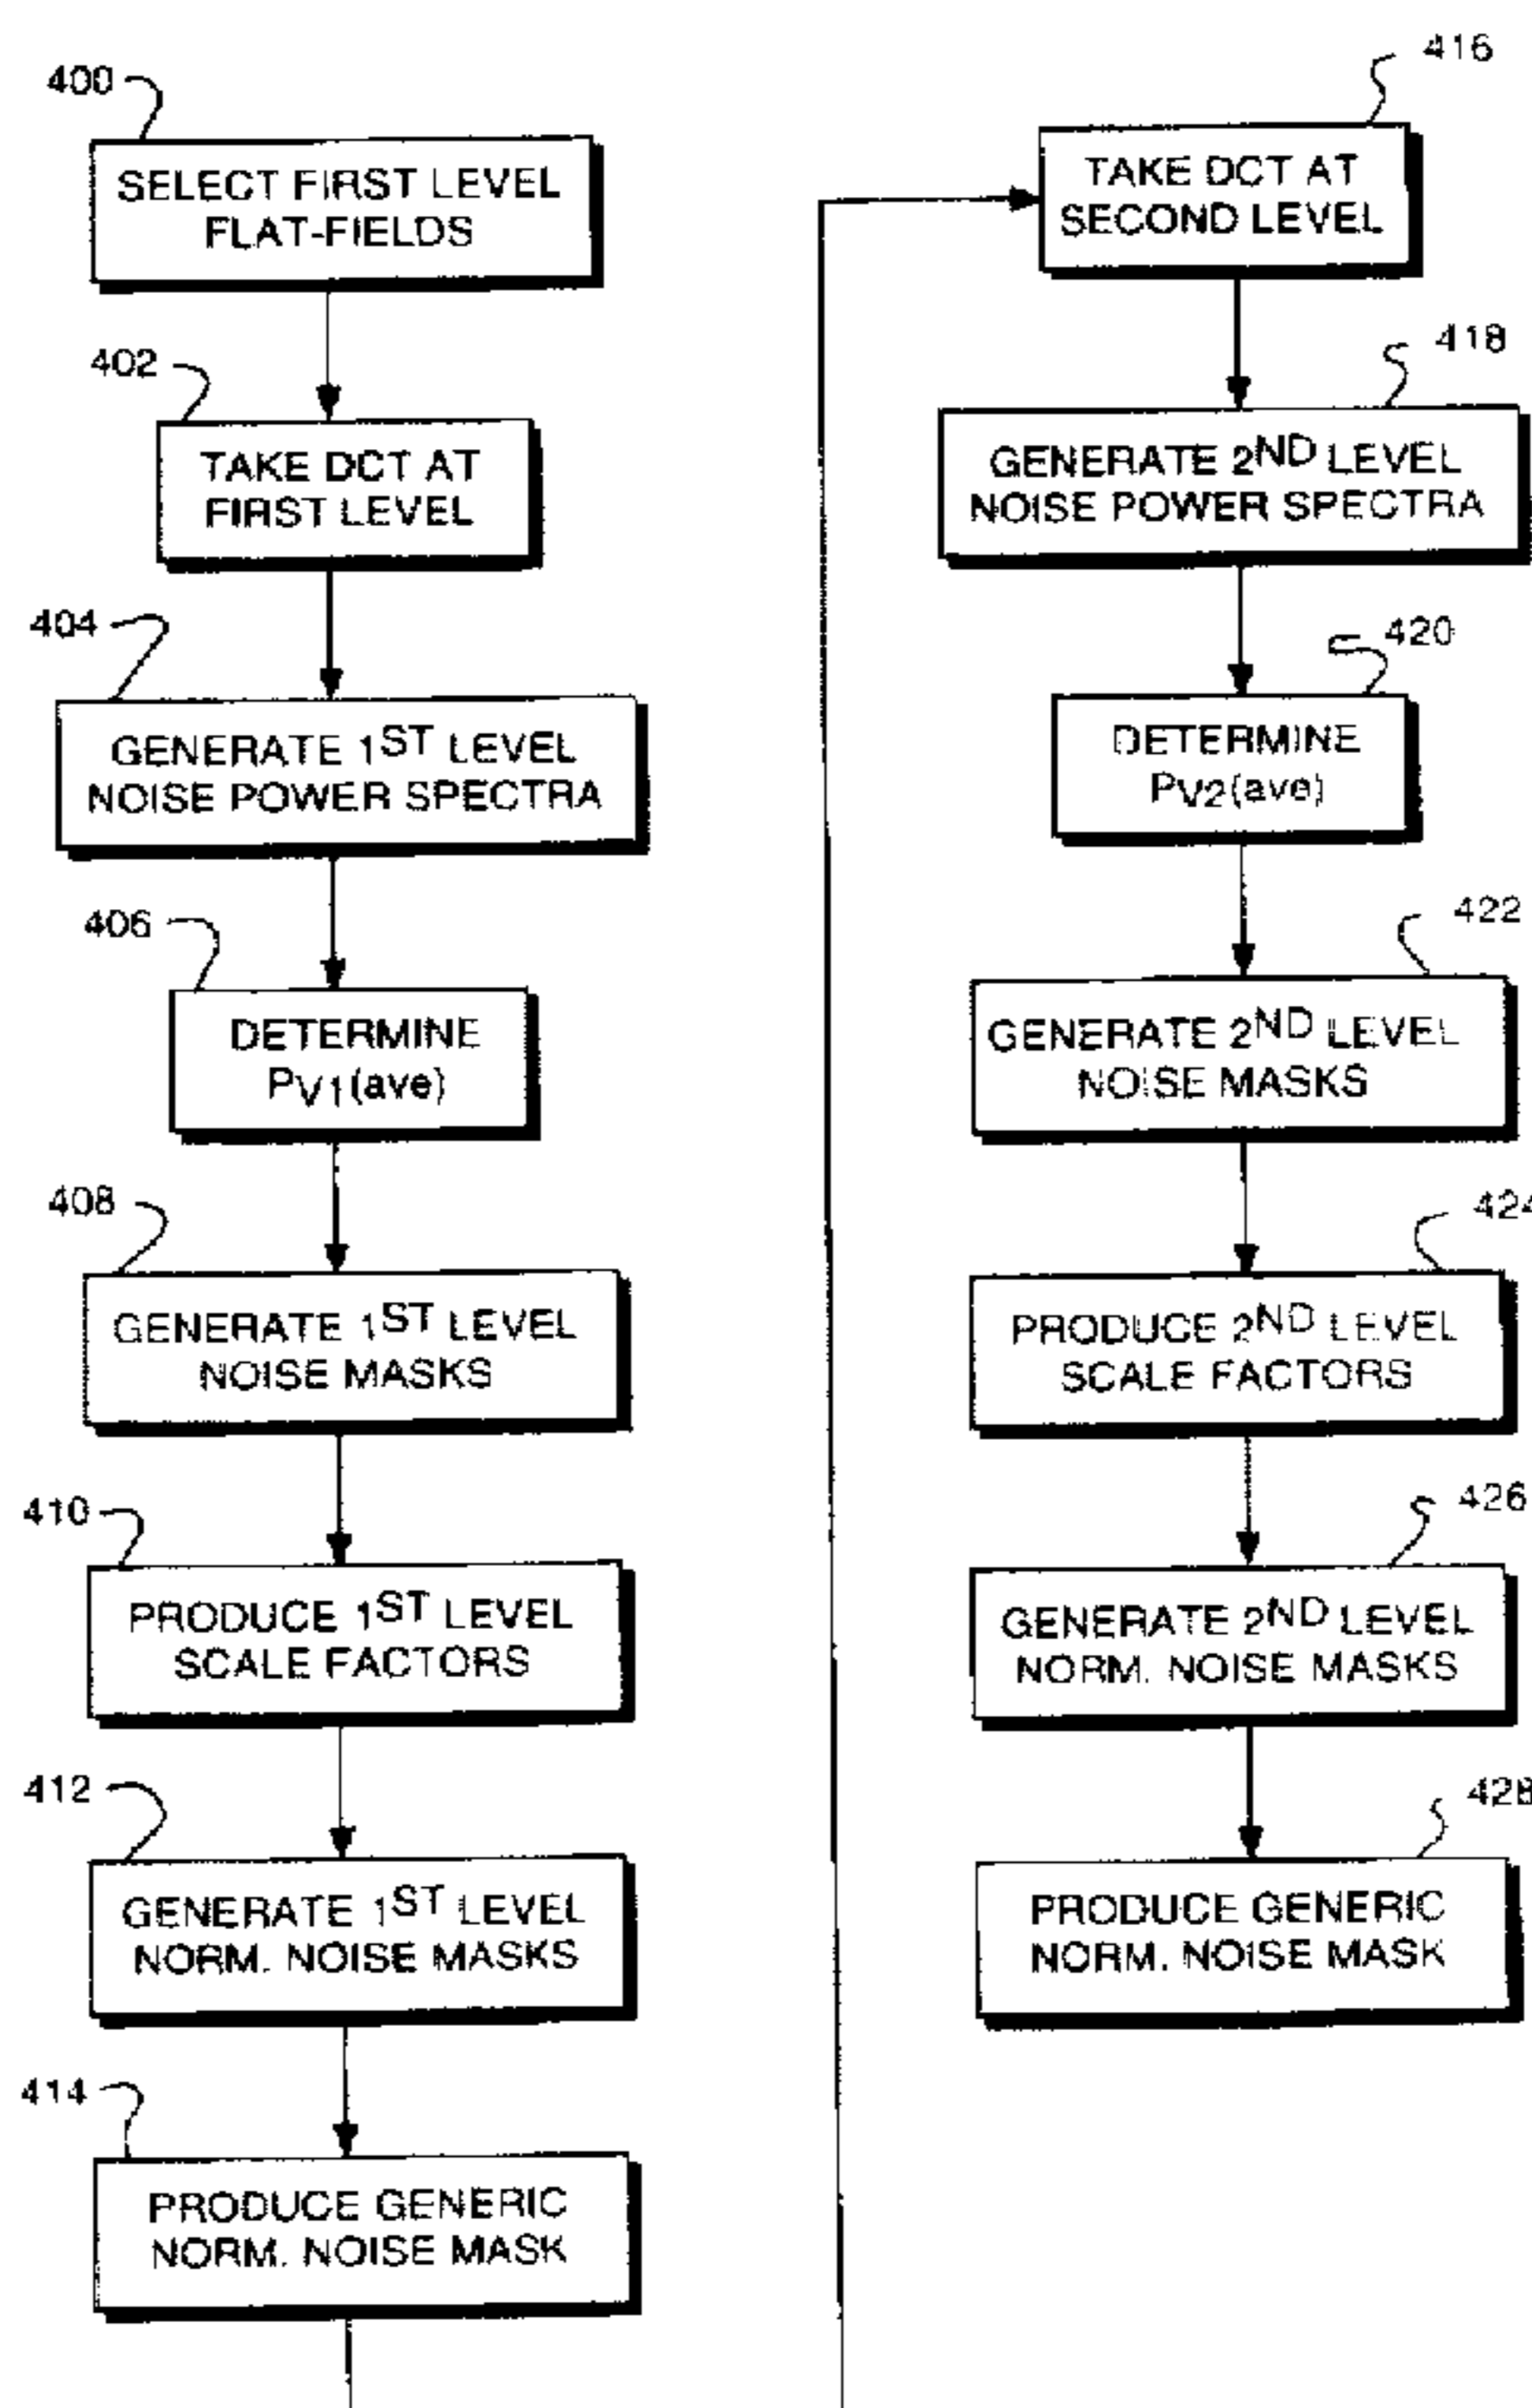 400
SELECT FIRST LEVEL
FLAT-FIELDS
402
TAKE DCT AT
FIRST LEVEL
404
GENERATE 1ST LEVEL
NOISE POWER SPECTRA
406
DETERMINE
PV1(ave)
408
GENERATE 1ST LEVEL
NOISE MASKS
410
PRODUCE 1ST LEVEL
SCALE FACTORS
412
GENERATE 1ST LEVEL
NORM. NOISE MASKS
414
PRODUCE GENERIC
NORM. NOISE MASK
416
TAKE DCT AT
SECOND LEVEL
418
GENERATE 2ND LEVEL
NOISE POWER SPECTRA
420
DETERMINE
PV2(ave)
422
GENERATE 2ND LEVEL
NOISE MASKS
424
PRODUCE 2ND LEVEL
SCALE FACTORS
426
GENERATE 2ND LEVEL
NORM. NOISE MASKS
428
PRODUCE GENERIC
NORM. NOISE MASK